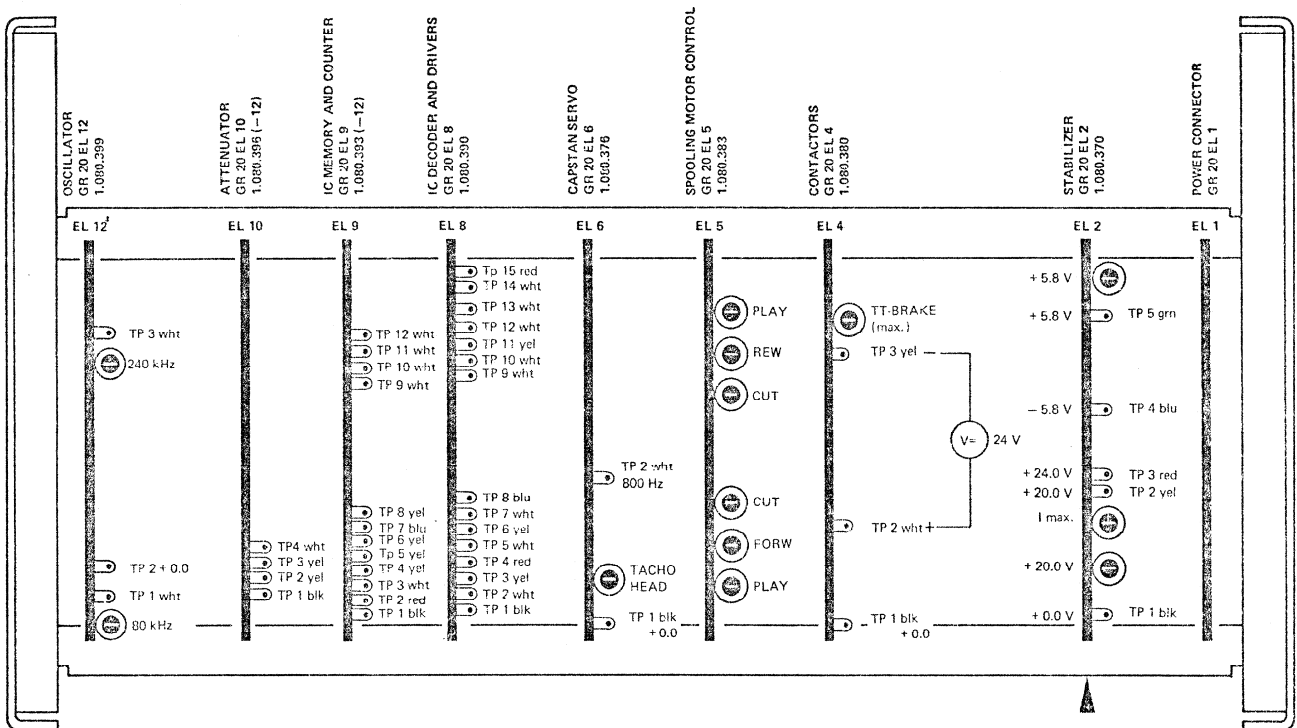 OSCILLATOR
GR 20 EL 12
1.080.399
ATTENUATOR
GR 20 EL 10
1.080.396 (–12)
IC MEMORY AND COUNTER
GR 20 EL 9
1.080.393 (–12)
IC DECODER AND DRIVERS
GR 20 EL 8
1.080.390
CAPSTAN SERVO
GR 20 EL 6
1.080.376
SPOOLING MOTOR CONTROL
GR 20 EL 5
1.080.383
CONTACTORS
GR 20 EL 4
1.080.380
STABILIZER
GR 20 EL 2
1.080.370
POWER CONNECTOR
GR 20 EL 1
EL 12
TP 3 wht
240 kHz
TP 2 + 0.0
TP 1 wht
80 kHz
EL 10
TP4 wht
TP 3 yel
TP 2 yel
TP 1 blk
EL 9
TP 12 wht
TP 11 wht
TP 10 wht
TP 9 wht
TP 8 yel
TP 7 blu
TP 6 yel
Tp 5 yel
TP 4 yel
TP 3 wht
TP 2 red
TP 1 blk
EL 8
Tp 15 red
TP 14 wht
TP 13 wht
TP 12 wht
TP 11 yel
TP 10 wht
TP 9 wht
TP 8 blu
TP 7 wht
TP 6 yel
TP 5 wht
TP 4 red
TP 3 yel
TP 2 wht
TP 1 blk
EL 6
TP 2 wht
800 Hz
TACHO
HEAD
TP 1 blk
+ 0.0
EL 5
PLAY
REW
CUT
CUT
FORW
PLAY
EL 4
TT-BRAKE
(max.)
TP 3 yel –
V= 24 V
TP 2 wht +
TP 1 blk
+ 0.0
EL 2
+ 5.8 V
+ 5.8 V TP 5 grn
– 5.8 V TP 4 blu
+ 24.0 V TP 3 red
+ 20.0 V TP 2 yel
I max.
+ 20.0 V
+ 0.0 V TP 1 blk
EL 1